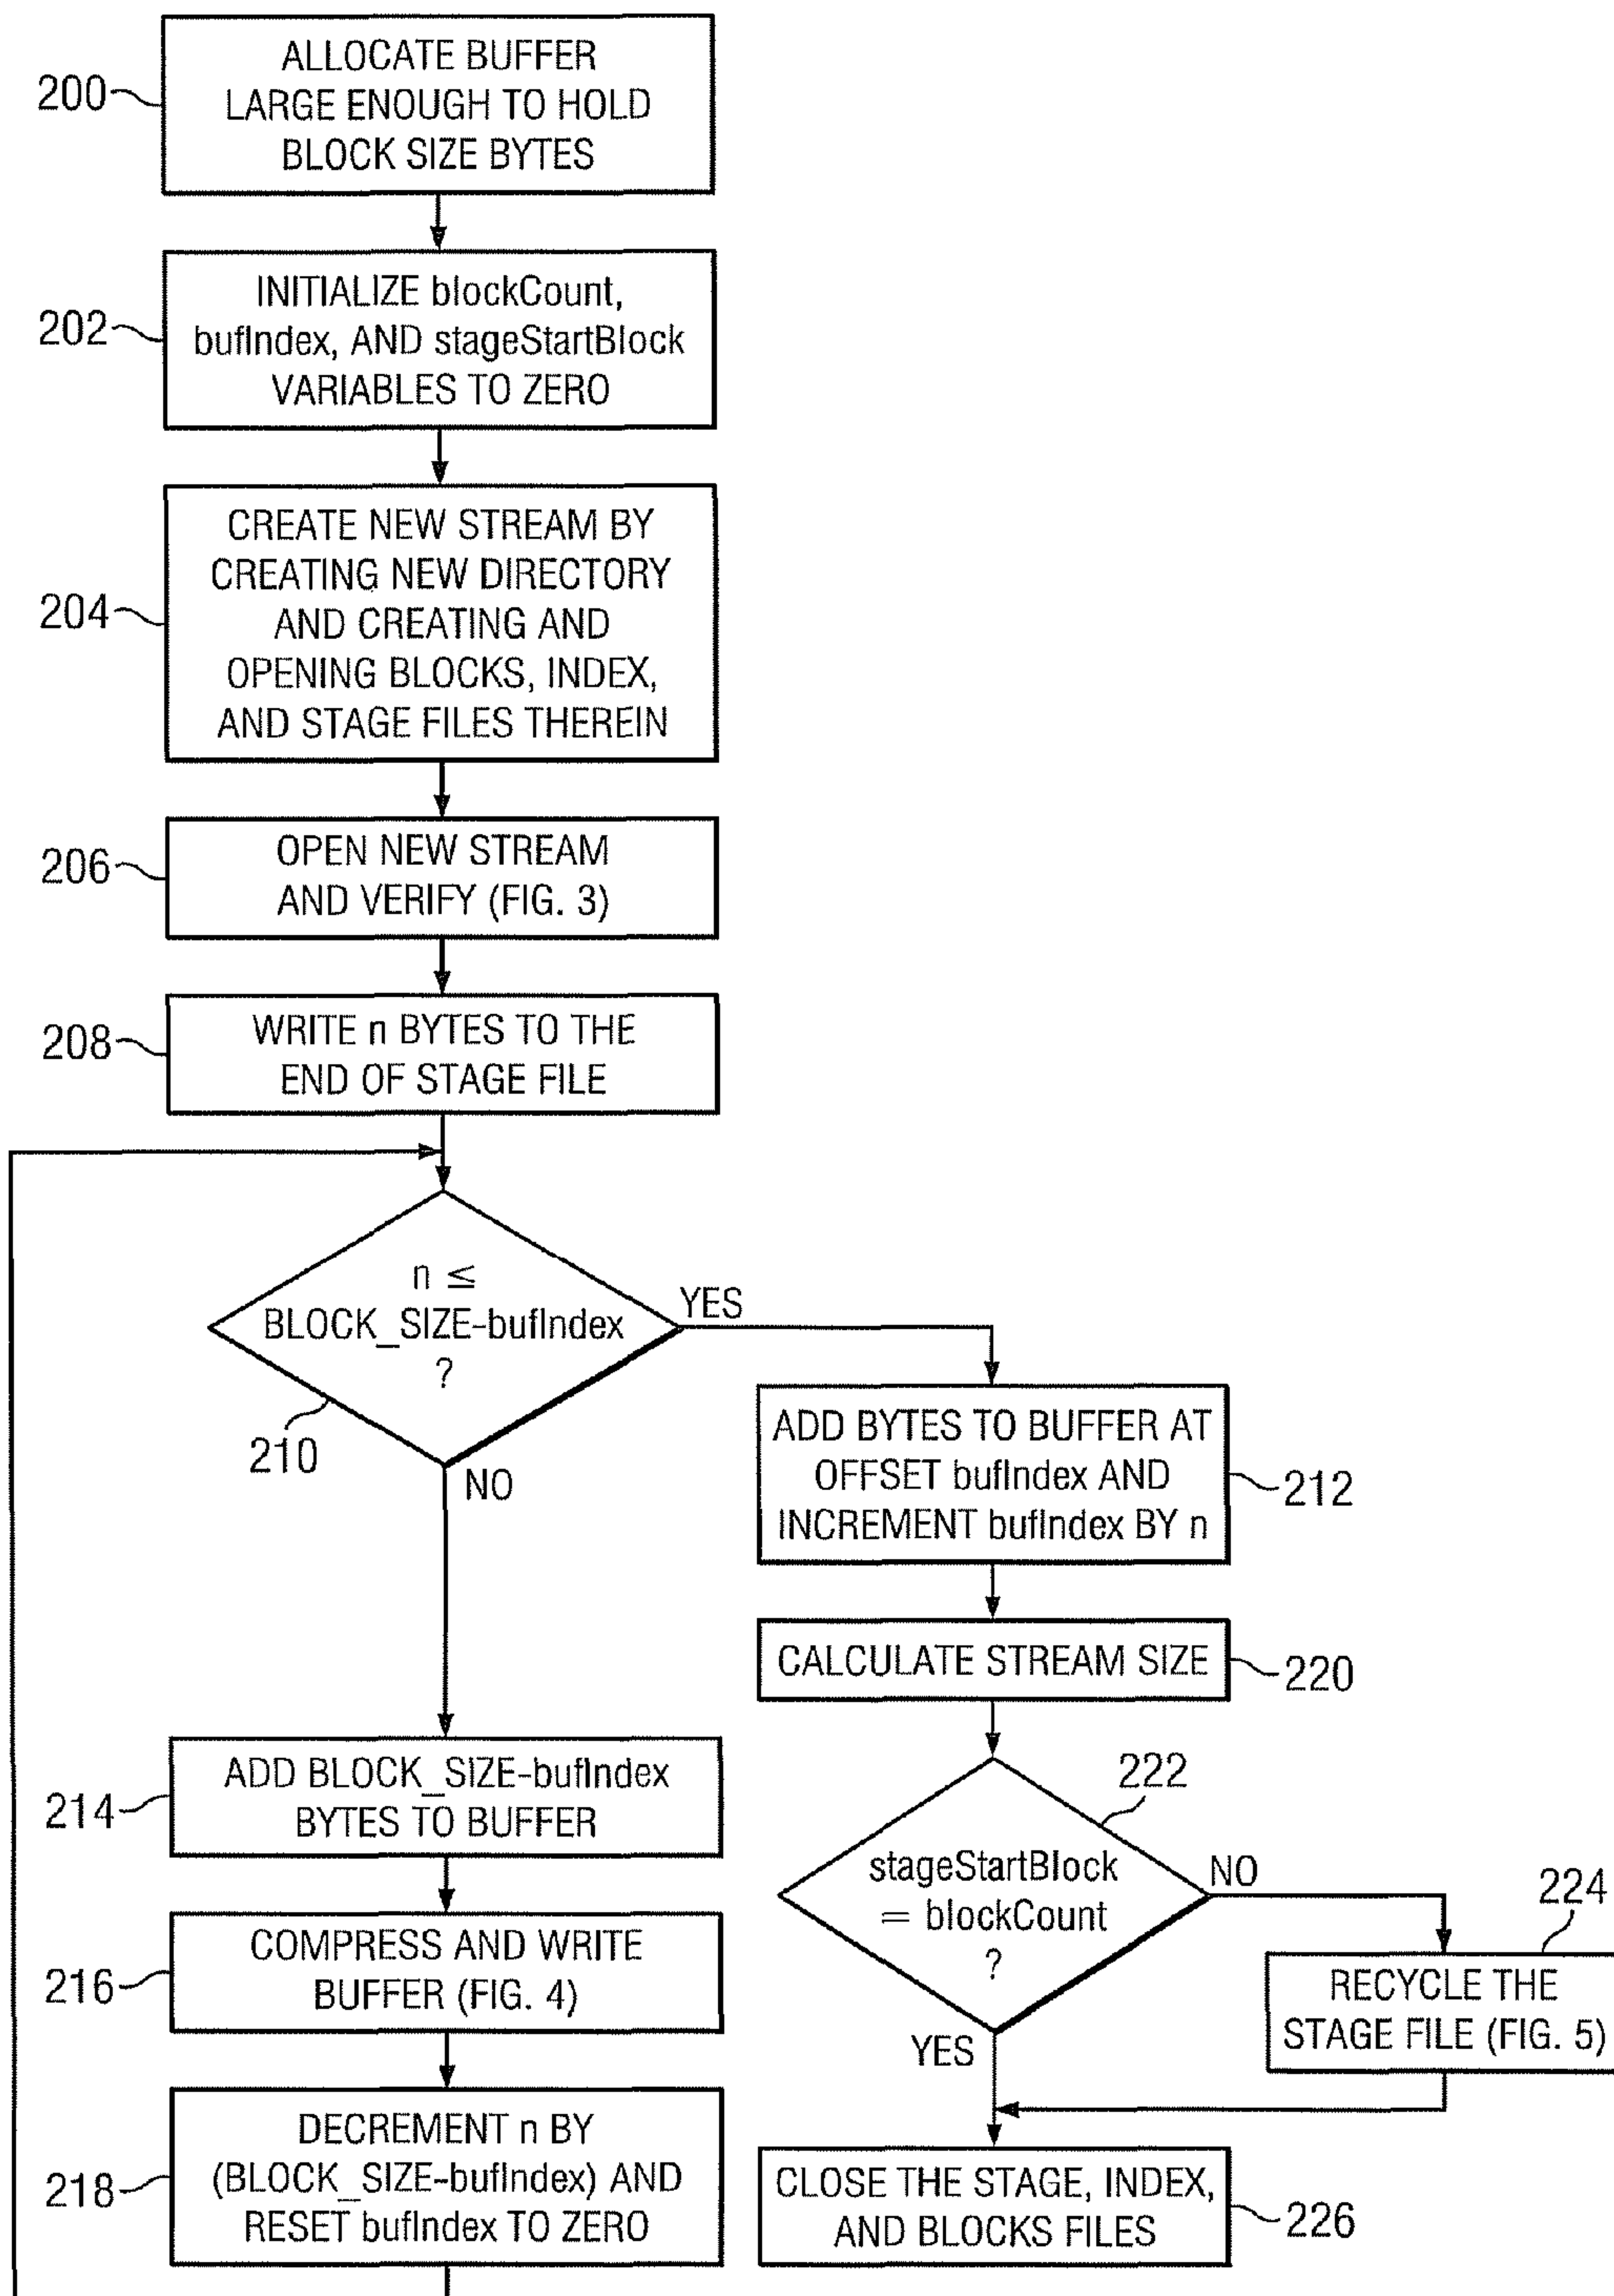 200
ALLOCATE BUFFER
LARGE ENOUGH TO HOLD
BLOCK SIZE BYTES
202
INITIALIZE blockCount,
bufIndex, AND stageStartBlock
VARIABLES TO ZERO
204
CREATE NEW STREAM BY
CREATING NEW DIRECTORY
AND CREATING AND
OPENING BLOCKS, INDEX,
AND STAGE FILES THEREIN
206
OPEN NEW STREAM
AND VERIFY (FIG. 3)
208
WRITE n BYTES TO THE
END OF STAGE FILE
n ≤
BLOCK_SIZE-bufIndex
?
210
YES
NO
ADD BYTES TO BUFFER AT
OFFSET bufIndex AND
INCREMENT bufIndex BY n
212
CALCULATE STREAM SIZE
220
214
ADD BLOCK_SIZE-bufIndex
BYTES TO BUFFER
216
COMPRESS AND WRITE
BUFFER (FIG. 4)
218
DECREMENT n BY
(BLOCK_SIZE-bufIndex) AND
RESET bufIndex TO ZERO
222
stageStartBlock
= blockCount
?
NO
YES
224
RECYCLE THE
STAGE FILE (FIG. 5)
CLOSE THE STAGE, INDEX,
AND BLOCKS FILES
226